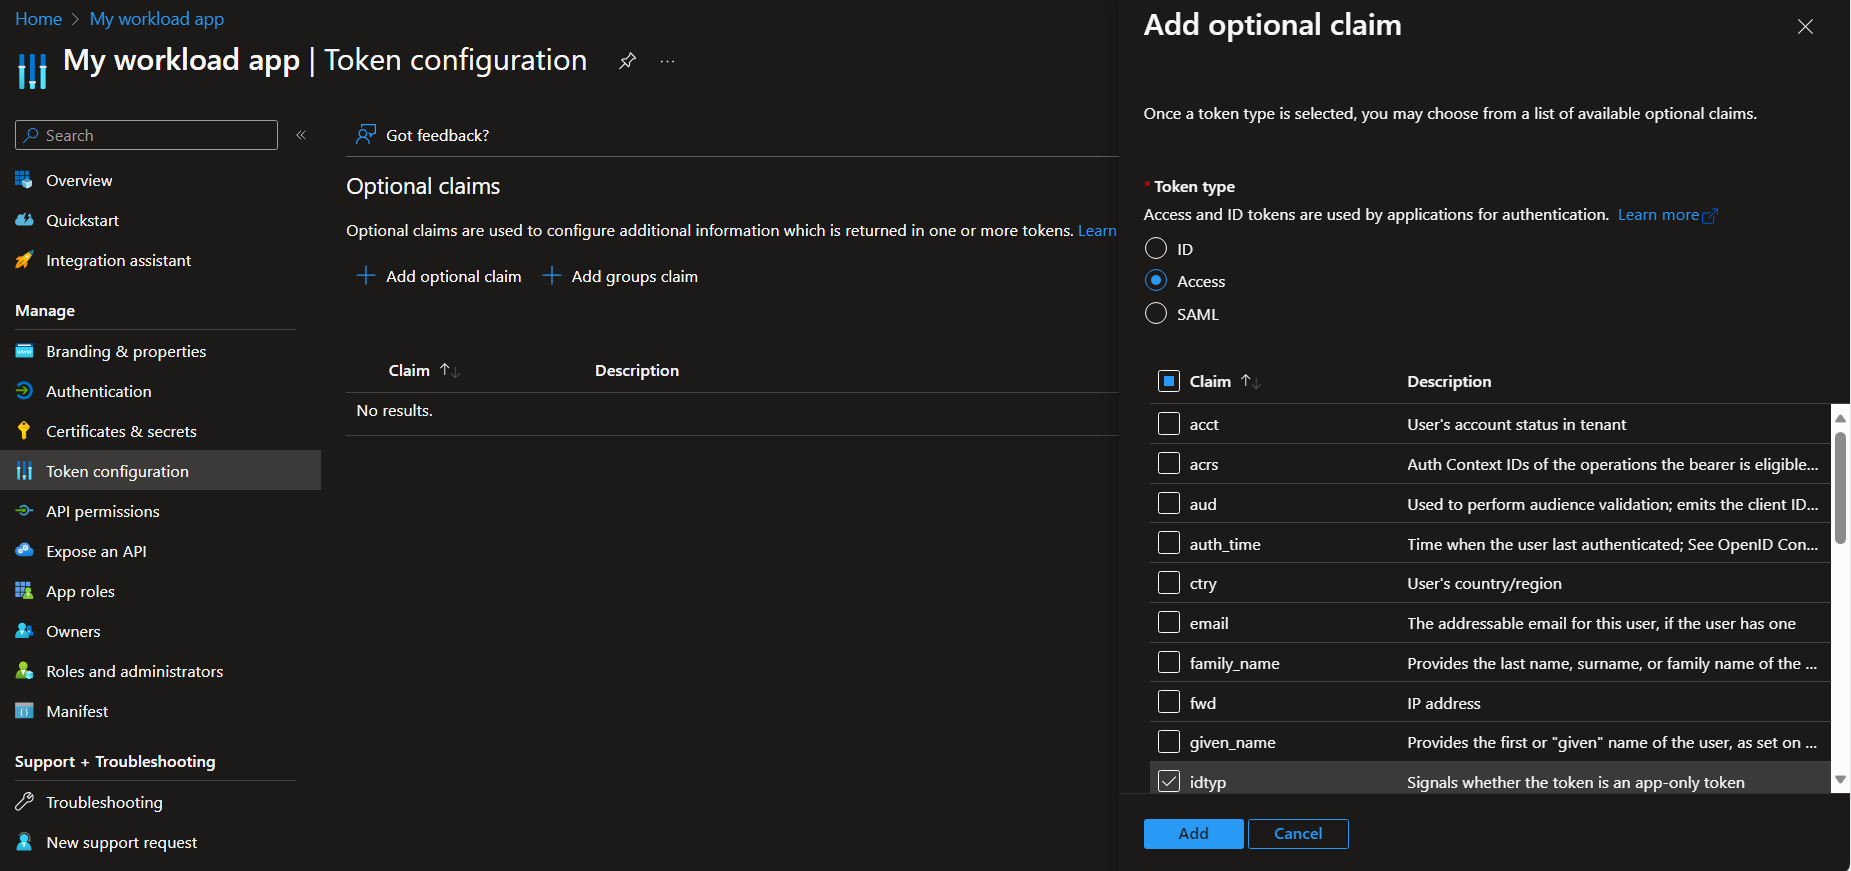 Home > My workload app
My workload app | Token configuration
Search
Overview
Quickstart
Integration assistant
Manage
Branding & properties
Authentication
Certificates & secrets
Token configuration
API permissions
Expose an API
App roles
Owners
Roles and administrators
Manifest
Support + Troubleshooting
Troubleshooting
New support request
Got feedback?
Optional claims
Optional claims are used to configure additional information which is returned in one or more tokens. Learn
Add optional claim Add groups claim
Claim Description
No results.
Add optional claim
Once a token type is selected, you may choose from a list of available optional claims.
* Token type
Access and ID tokens are used by applications for authentication. Learn more
ID
Access
SAML
Claim Description
acct User's account status in tenant
acrs Auth Context IDs of the operations the bearer is eligible...
aud Used to perform audience validation; emits the client ID...
auth_time Time when the user last authenticated; See OpenID Con...
ctry User's country/region
email The addressable email for this user, if the user has one
family_name Provides the last name, surname, or family name of the ...
fwd IP address
given_name Provides the first or "given" name of the user, as set on ...
idtyp Signals whether the token is an app-only token
Add Cancel